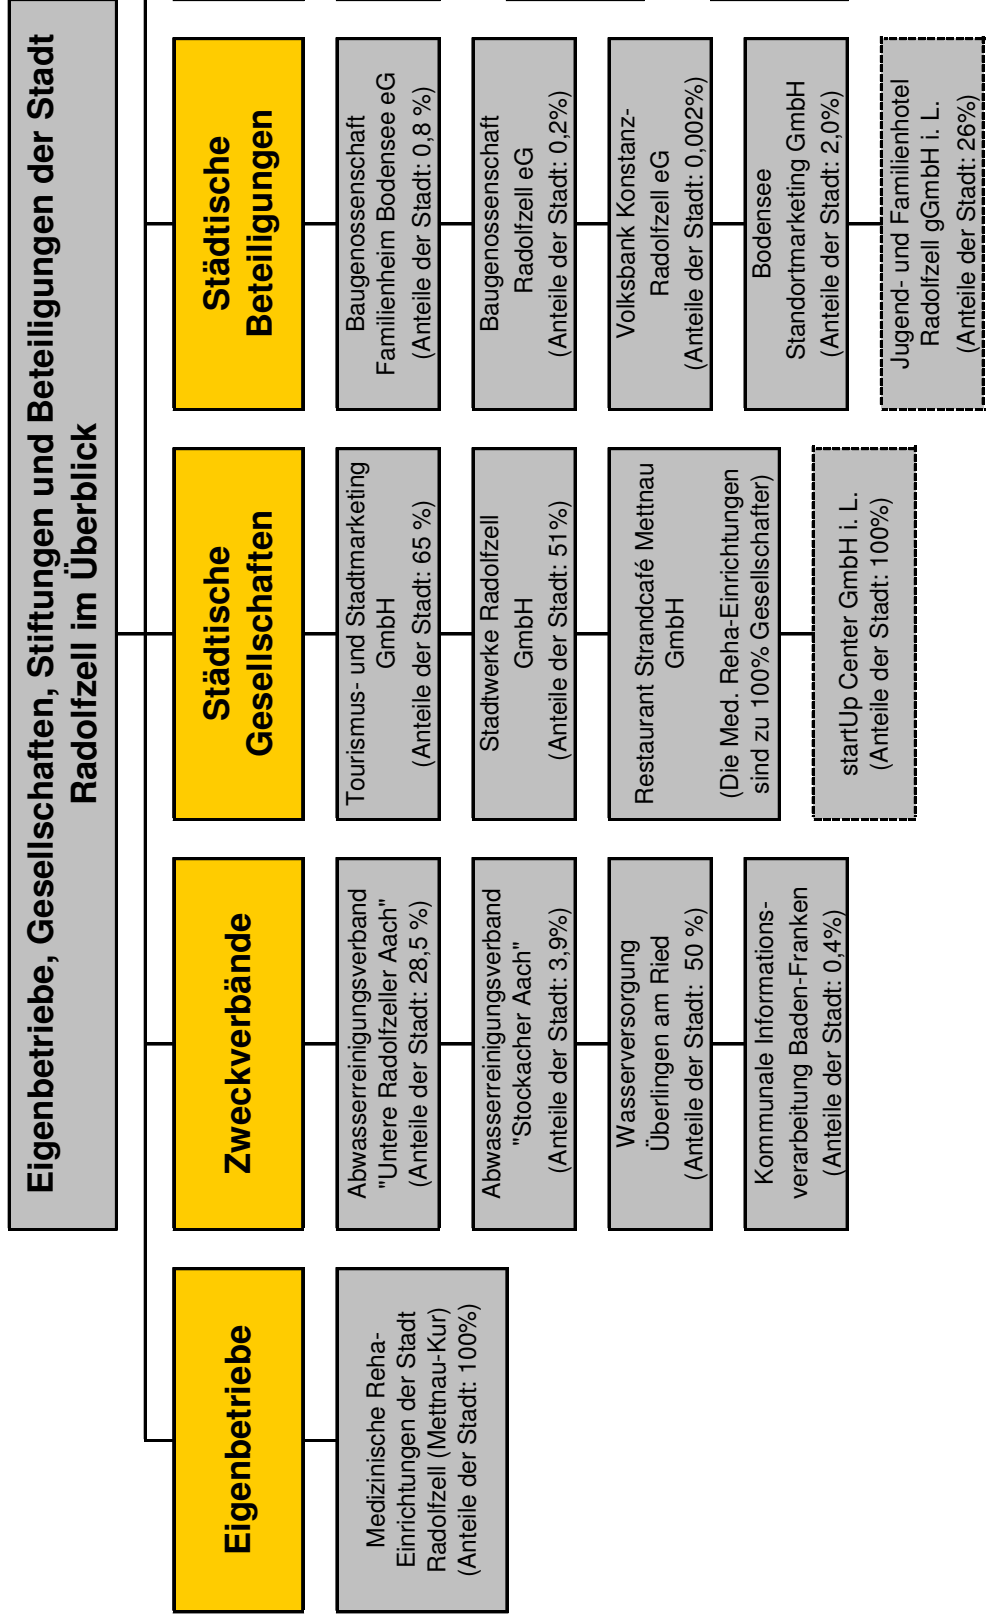 Eigenbetriebe, Gesellschaften, Stiftungen und Beteiligungen der Stadt
Radolfzell im Überblick
Eigenbetriebe
Medizinische Reha-
Einrichtungen der Stadt
Radolfzell (Mettnau-Kur)
(Anteile der Stadt: 100%)
Zweckverbände
Abwasserreinigungsverband
"Untere Radolfzeller Aach"
(Anteile der Stadt: 28,5 %)
Abwasserreinigungsverband
"Stockacher Aach"
(Anteile der Stadt: 3,9%)
Wasserversorgung
Überlingen am Ried
(Anteile der Stadt:  50 %)
Kommunale Informations-
verarbeitung Baden-Franken
(Anteile der Stadt: 0,4%)
Städtische
Gesellschaften
Tourismus- und Stadtmarketing
GmbH
(Anteile der Stadt: 65 %)
Stadtwerke Radolfzell
GmbH
(Anteile der Stadt: 51%)
Restaurant Strandcafé Mettnau
GmbH
(Die Med. Reha-Einrichtungen
sind zu 100% Gesellschafter)
startUp Center GmbH i. L.
(Anteile der Stadt: 100%)
Städtische
Beteiligungen
Baugenossenschaft
Familienheim Bodensee eG
(Anteile der Stadt: 0,8 %)
Baugenossenschaft
Radolfzell eG
(Anteile der Stadt: 0,2%)
Volksbank Konstanz-
Radolfzell eG
(Anteile der Stadt: 0,002%)
Bodensee
Standortmarketing GmbH
(Anteile der Stadt: 2,0%)
Jugend- und Familienhotel
Radolfzell gGmbH i. L.
(Anteile der Stadt: 26%)